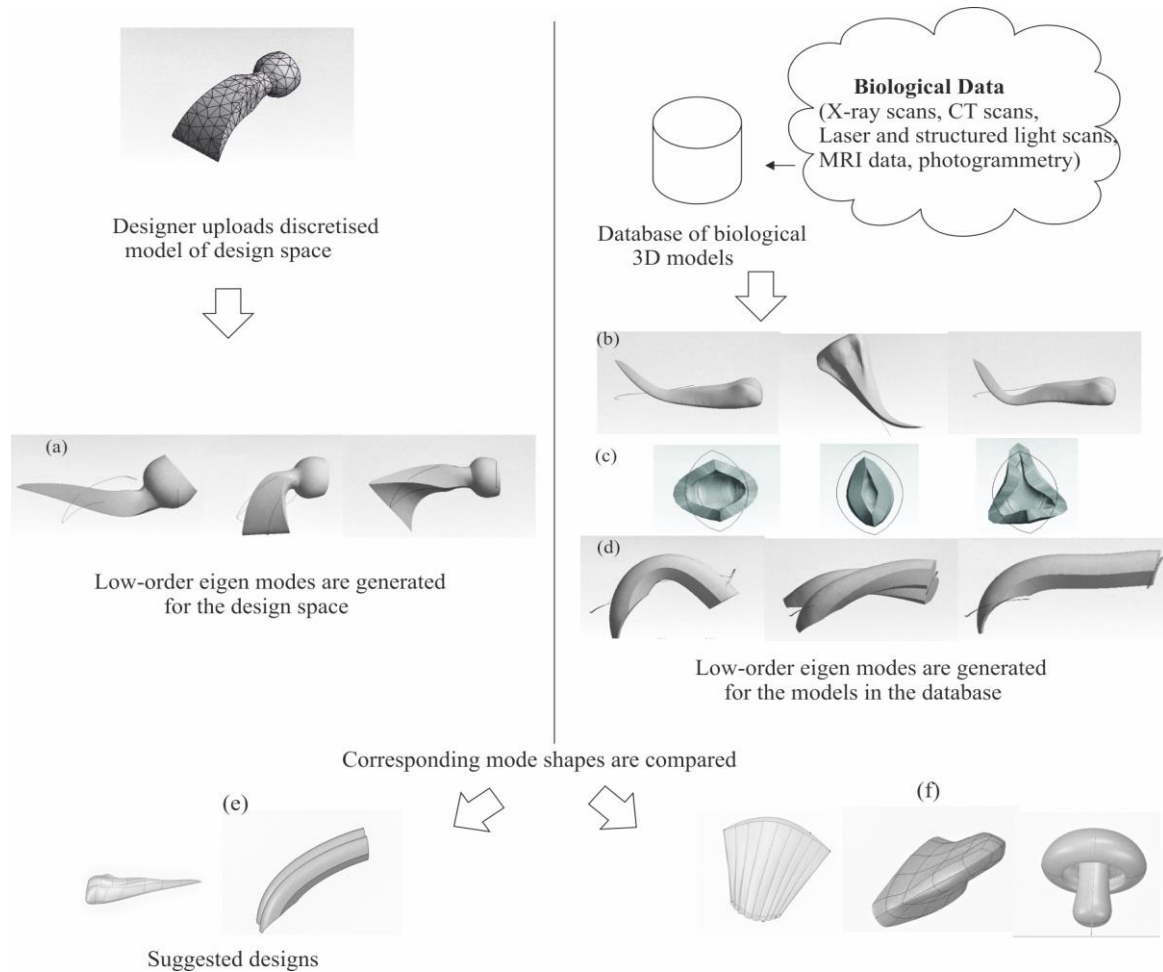 Designer uploads discretised
model of design space
(a)
Low-order eigen modes are generated
for the design space
Biological Data
(X-ray scans, CT scans,
Laser and structured light scans,
MRI data, photogrammetry)
Database of biological
3D models
(b)
(c)
(d)
Low-order eigen modes are generated
for the models in the database
Corresponding mode shapes are compared
(e)
Suggested designs
(f)